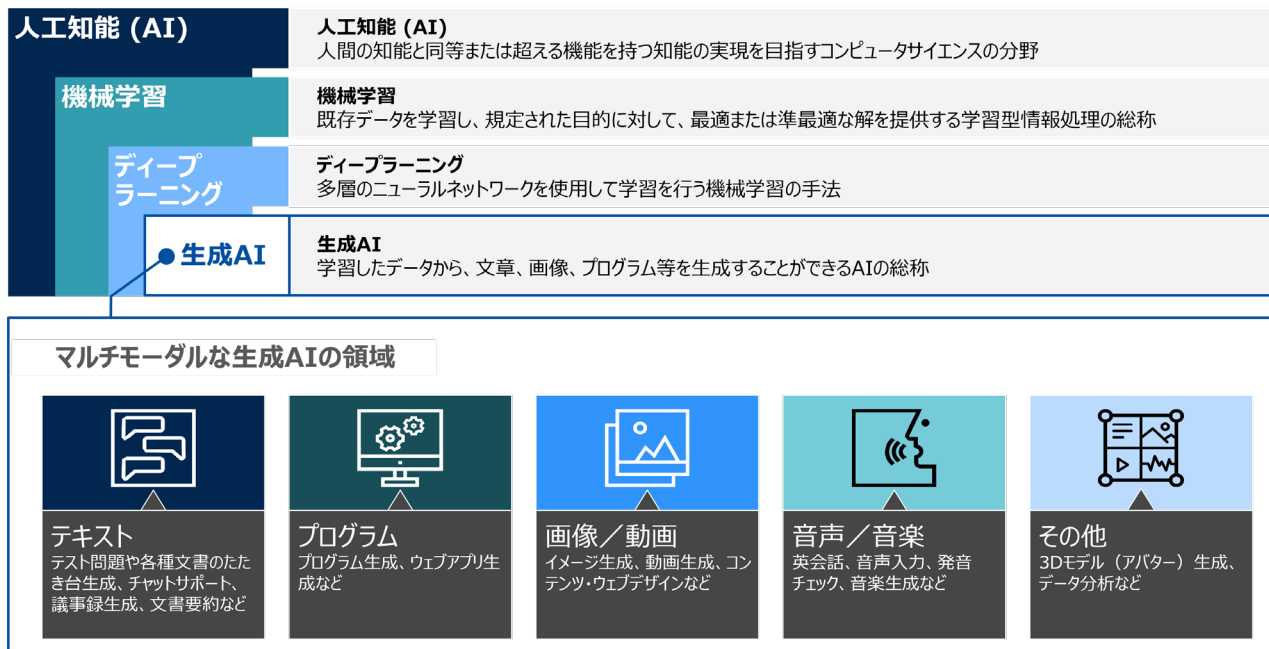 人工知能 (AI)
人工知能 (AI)
人間の知能と同等または超える機能を持つ知能の実現を目指すコンピュータサイエンスの分野
機械学習
機械学習
既存データを学習し、規定された目的に対して、最適または準最適な解を提供する学習型情報処理の総称
ディープ
ラーニング
ディープラーニング
多層のニューラルネットワークを使用して学習を行う機械学習の手法
生成AI
生成AI
学習したデータから、文章、画像、プログラム等を生成することができるAIの総称
マルチモーダルな生成AIの領域
テキスト
テスト問題や各種文書のたた
き台生成、チャットサポート、
議事録生成、文書要約など
プログラム
プログラム生成、ウェブアプリ生
成など
画像／動画
イメージ生成、動画生成、コン
テンツ・ウェブデザインなど
音声／音楽
英会話、音声入力、発音
チェック、音楽生成など
その他
3Dモデル（アバター）生成、
データ分析など